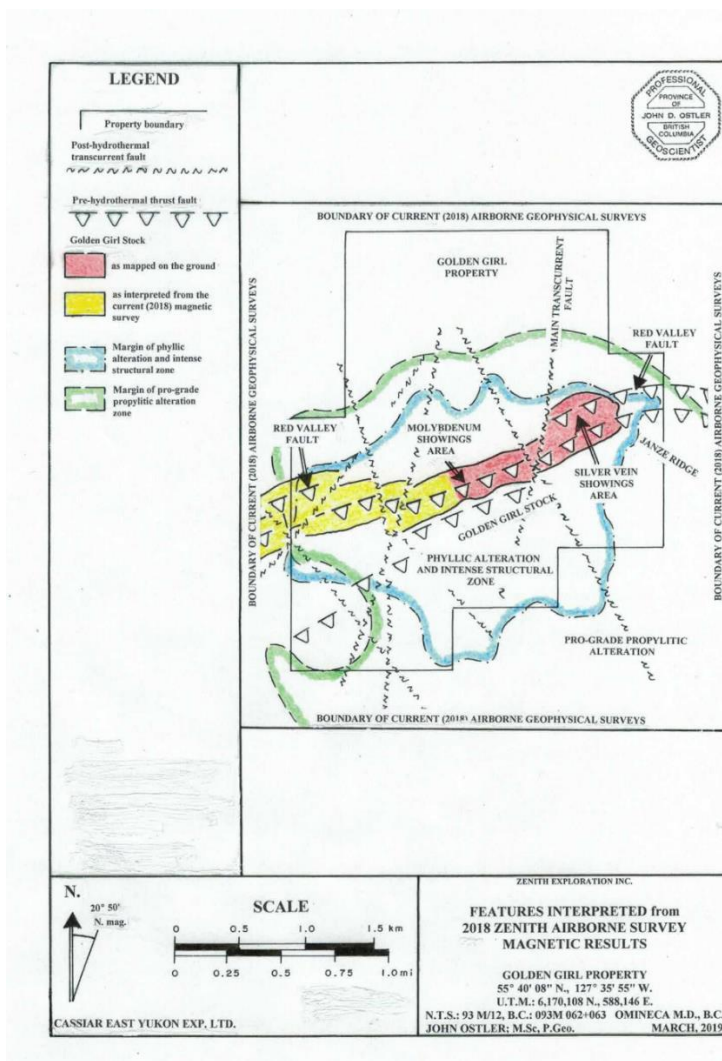 LEGEND
Property boundary
Post-hydrothermal
transcurrent fault
Pre-hydrothermal thrust fault
Golden Girl Stock
as mapped on the ground
as interpreted from the
current (2018) magnetic
survey
Margin of phyllic
alteration and intense
structural zone
Margin of pro-grade
propylitic alteration
zone
PROFESSIONAL
PROVINCE
OF
JOHN D. OSTLER
BRITISH
COLUMBIA
GEOSCIENTIST
BOUNDARY OF CURRENT (2018) AIRBORNE GEOPHYSICAL SURVEYS
BOUNDARY OF CURRENT (2018) AIRBORNE GEOPHYSICAL SURVEYS
BOUNDARY OF CURRENT (2018) AIRBORNE GEOPHYSICAL SURVEYS
GOLDEN GIRL
PROPERTY
MAIN TRANSCURRENT
FAULT
RED VALLEY
FAULT
RED VALLEY
FAULT
MOLYBDENUM
SHOWINGS
AREA
JANZE RIDGE
SILVER VEIN
SHOWINGS
AREA
GOLDEN GIRL STOCK
PHYLLIC ALTERATION
AND INTENSE STRUCTURAL
ZONE
PRO-GRADE PROPYLITIC
ALTERATION
BOUNDARY OF CURRENT (2018) AIRBORNE GEOPHYSICAL SURVEYS
N.
20° 50'
N. mag.
SCALE
0 0.5 1.0 1.5 km
0 0.25 0.5 0.75 1.0 mi
CASSIAR EAST YUKON EXP, LTD.
ZENITH EXPLORATION INC.
FEATURES INTERPRETED from
2018 ZENITH AIRBORNE SURVEY
MAGNETIC RESULTS
GOLDEN GIRL PROPERTY
55° 40' 08" N., 127° 35' 55" W.
U.T.M.: 6,170,108 N., 588,146 E.
N.T.S.: 93 M/12, B.C.: 093M 062+063 OMINECA M.D., B.C.
JOHN OSTLER; M.Sc, P.Geo. MARCH, 2019